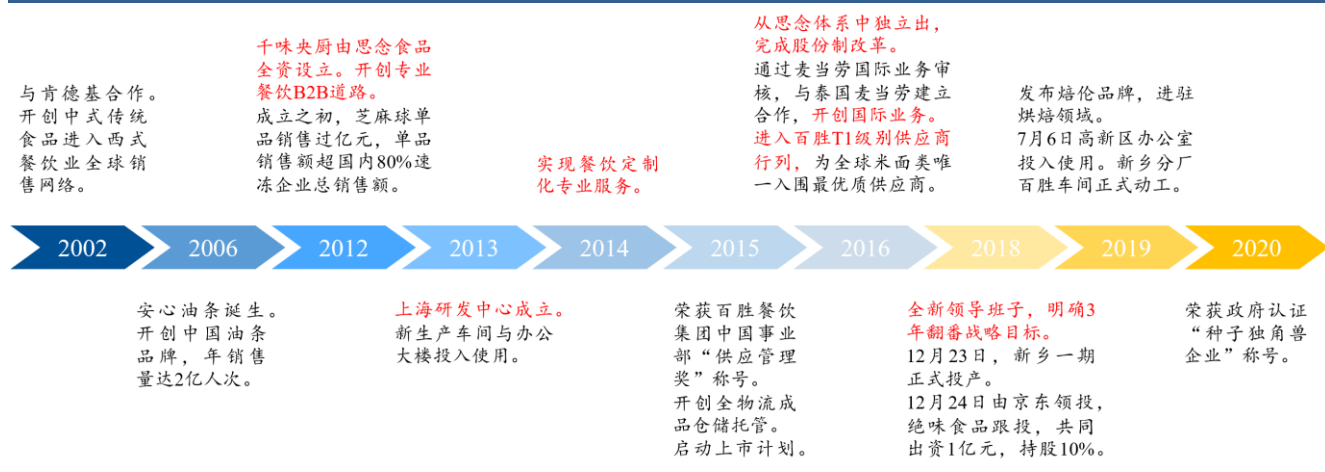 与肯德基合作。
开创中式传统
食品进入西式
餐饮业全球销
售网络。
千味央厨由思念食品
全资设立。开创专业
餐饮B2B道路。
成立之初，芝麻球单
品销售过亿元，单品
销售额超国内80%速
冻企业总销售额。
实现餐饮定制
化专业服务。
从思念体系中独立出，
完成股份制改革。
通过麦当劳国际业务审
核，与泰国麦当劳建立
合作，开创国际业务。
进入百胜T1级别供应商
行列，为全球米面类唯
一入围最优质供应商。
发布焙伦品牌，进驻
烘焙领域。
7月6日高新区办公室
投入使用。新乡分厂
百胜车间正式动工。
2002
2006
2012
2013
2014
2015
2016
2018
2019
2020
安心油条诞生。
开创中国油条
品牌，年销售
量达2亿人次。
上海研发中心成立。
新生产车间与办公
大楼投入使用。
荣获百胜餐饮
集团中国事业
部“供应管理
奖”称号。
开创全物流成
品仓储托管。
启动上市计划。
全新领导班子，明确3
年翻番战略目标。
12月23日，新乡一期
正式投产。
12月24日由京东领投，
绝味食品跟投，共同
出资1亿元，持股10%。
荣获政府认证
“种子独角兽
企业”称号。